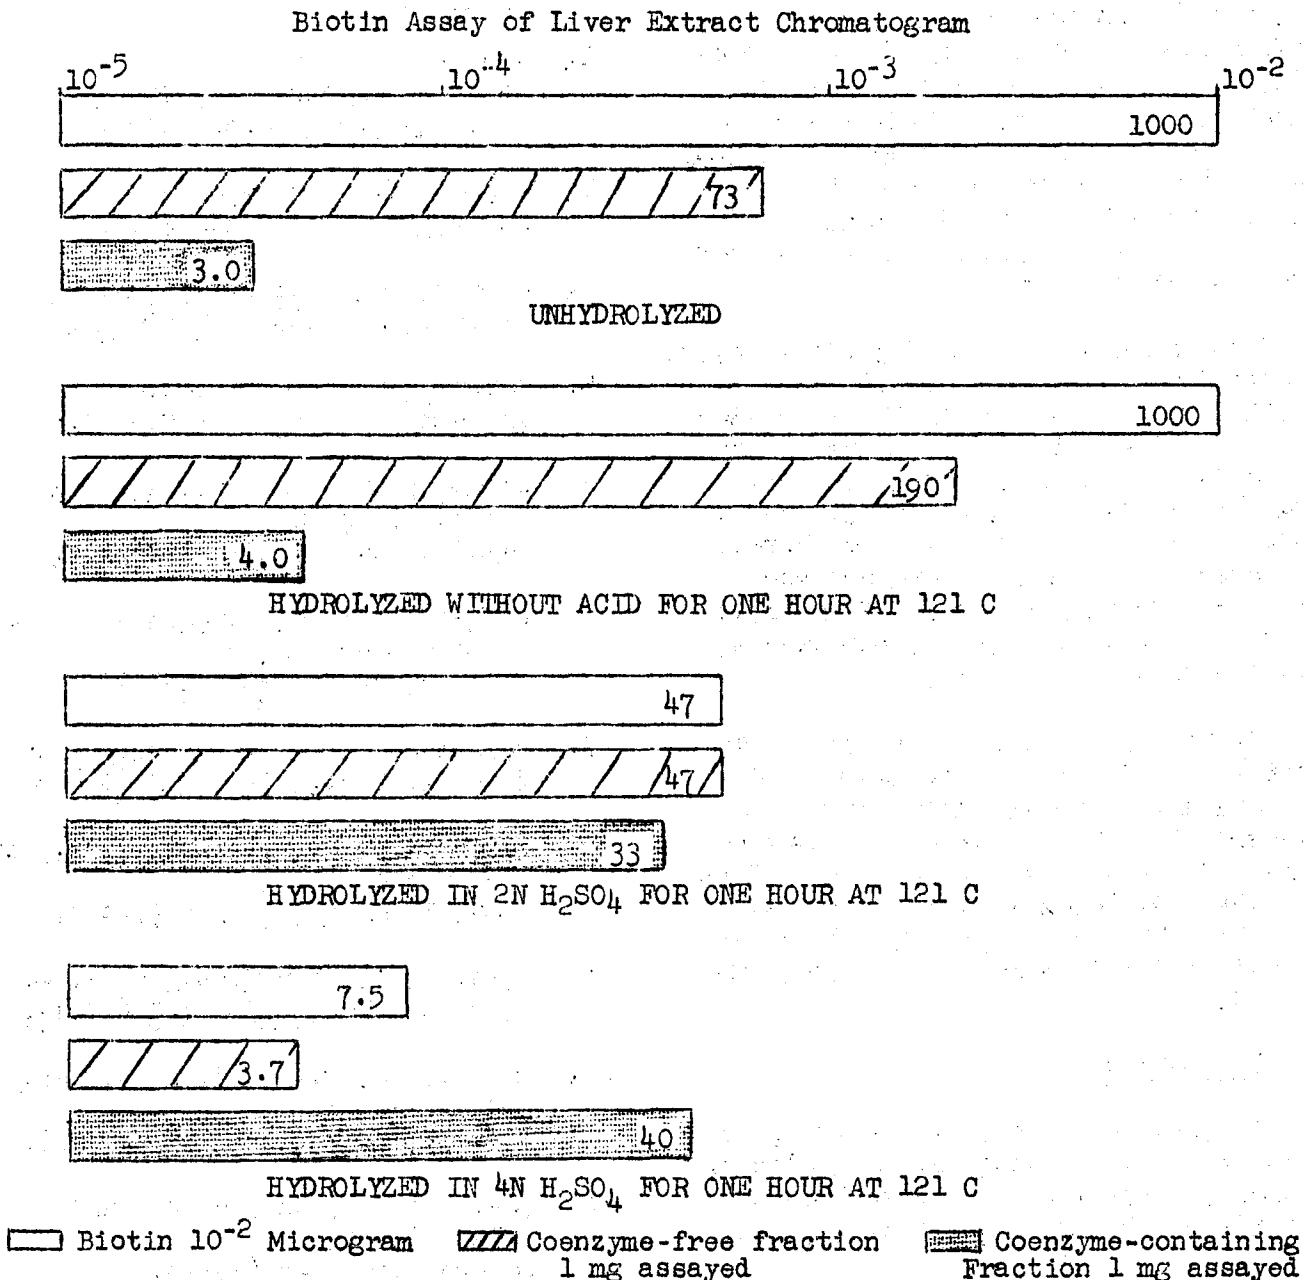 Biotin Assay of Liver Extract Chromatogram
10-5 10-4 10-3 10-2
1000
73
3.0
UNHYDROLYZED
1000
190
4.0
HYDROLYZED WITHOUT ACID FOR ONE HOUR AT 121 C
47
47
33
HYDROLYZED IN 2N H2SO4 FOR ONE HOUR AT 121 C
7.5
3.7
40
HYDROLYZED IN 4N H2SO4 FOR ONE HOUR AT 121 C
Biotin 10-2 Microgram Coenzyme-free fraction Coenzyme-containing
1 mg assayed Fraction 1 mg assayed